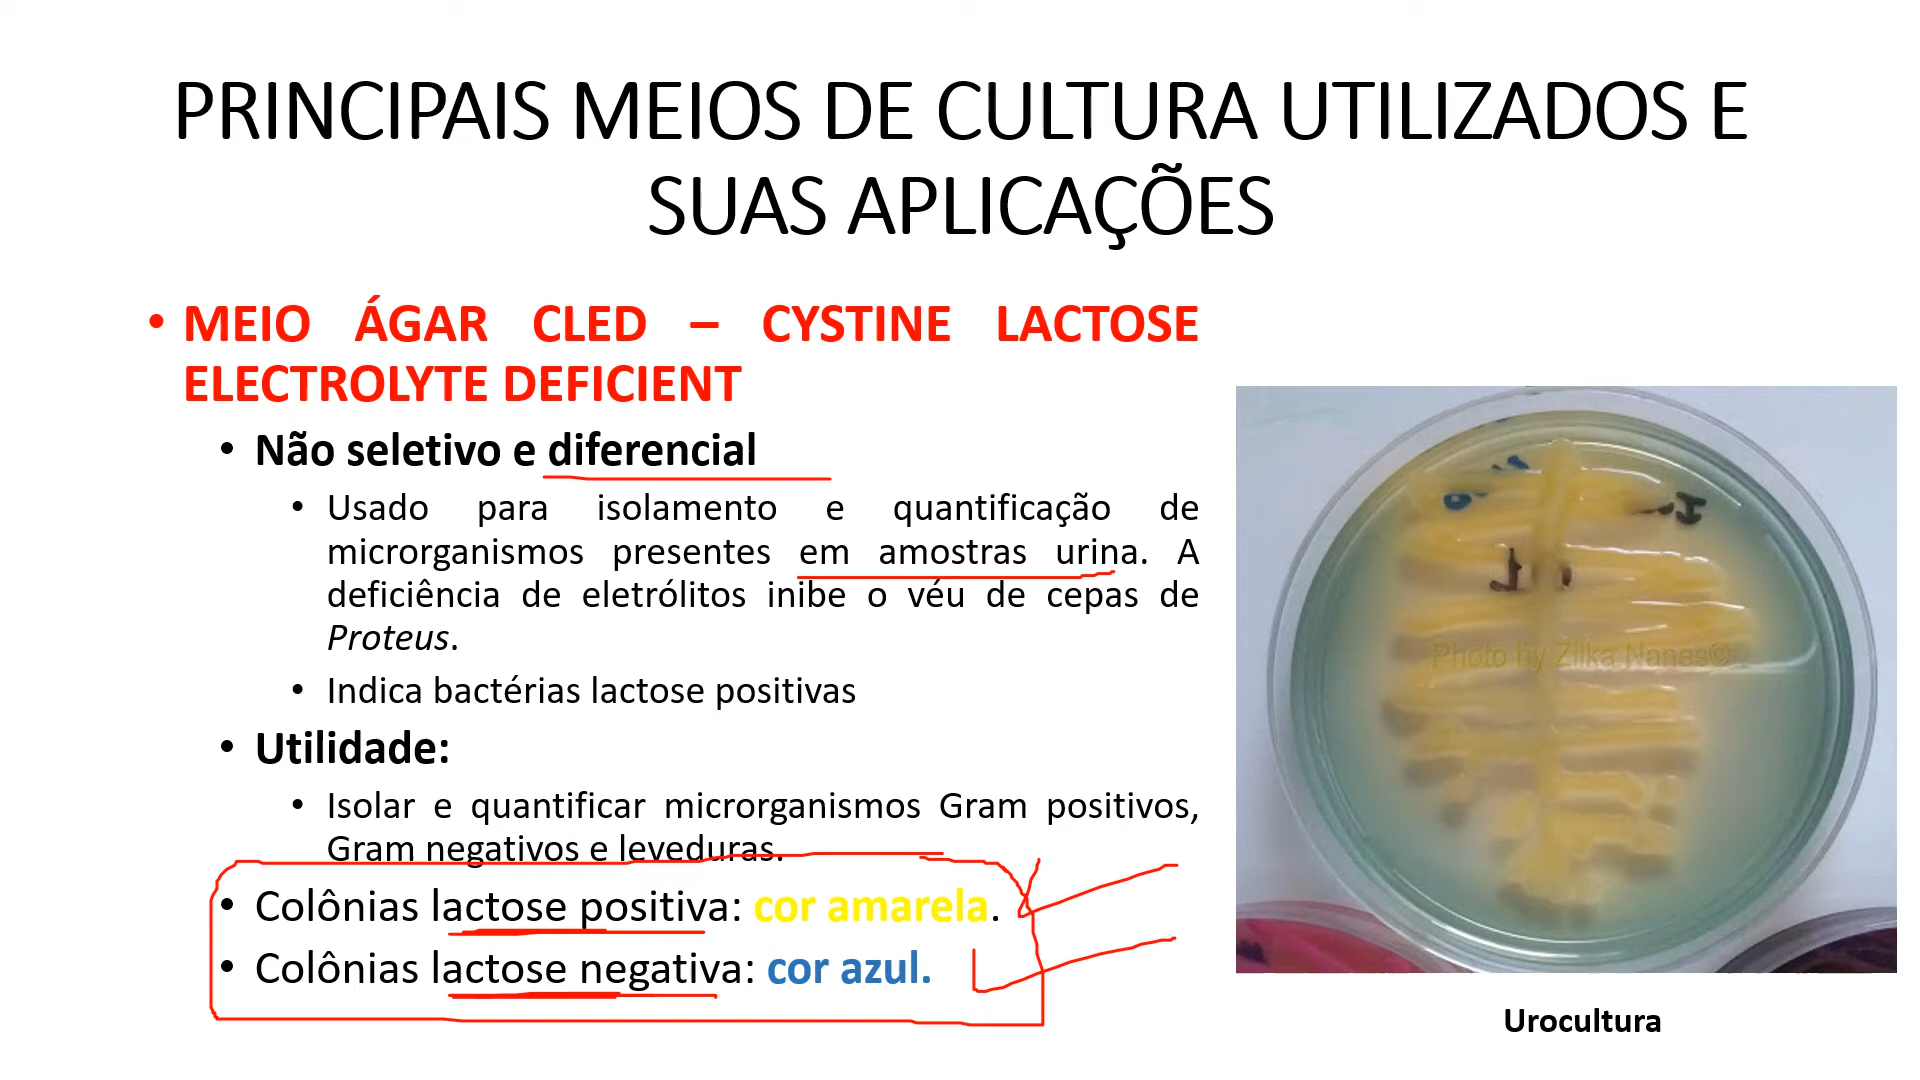 PRINCIPAIS MEIOS DE CULTURA UTILIZADOS E
SUAS APLICAÇÕES
• MEIO ÁGAR CLED – CYSTINE LACTOSE
ELECTROLYTE DEFICIENT
• Não seletivo e diferencial
• Usado para isolamento e quantificação de
microrganismos presentes em amostras urina. A
deficiência de eletrólitos inibe o véu de cepas de
Proteus.
• Indica bactérias lactose positivas
• Utilidade:
• Isolar e quantificar microrganismos Gram positivos,
Gram negativos e leveduras.
• Colônias lactose positiva: cor amarela.
• Colônias lactose negativa: cor azul.
Photo by Zilka Nanes©
Urocultura